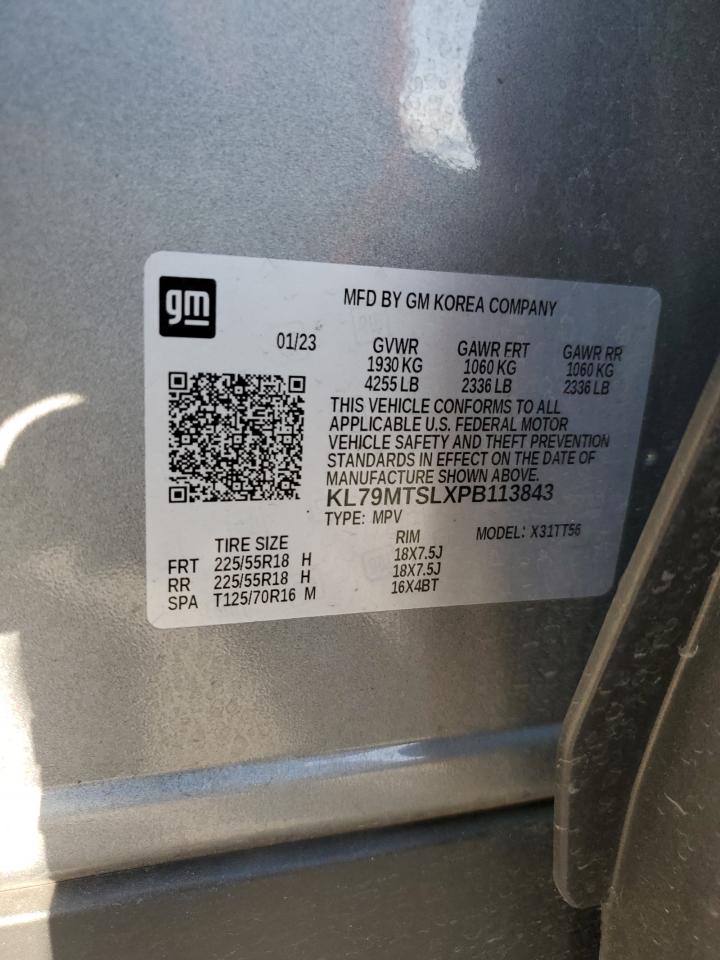 gm
MFD BY GM KOREA COMPANY
01/23 GVWR GAWR FRT GAWR RR
1930 KG 1060 KG 1060 KG
4255 LB 2336 LB 2336 LB
THIS VEHICLE CONFORMS TO ALL
APPLICABLE U.S. FEDERAL MOTOR
VEHICLE SAFETY AND THEFT PREVENTION
STANDARDS IN EFFECT ON THE DATE OF
MANUFACTURE SHOWN ABOVE.
KL79MTSLXPB113843
TYPE: MPV MODEL: X31TT56
TIRE SIZE RIM
FRT 225/55R18 H 18X7.5J
RR 225/55R18 H 18X7.5J
SPA T125/70R16 M 16X4BT